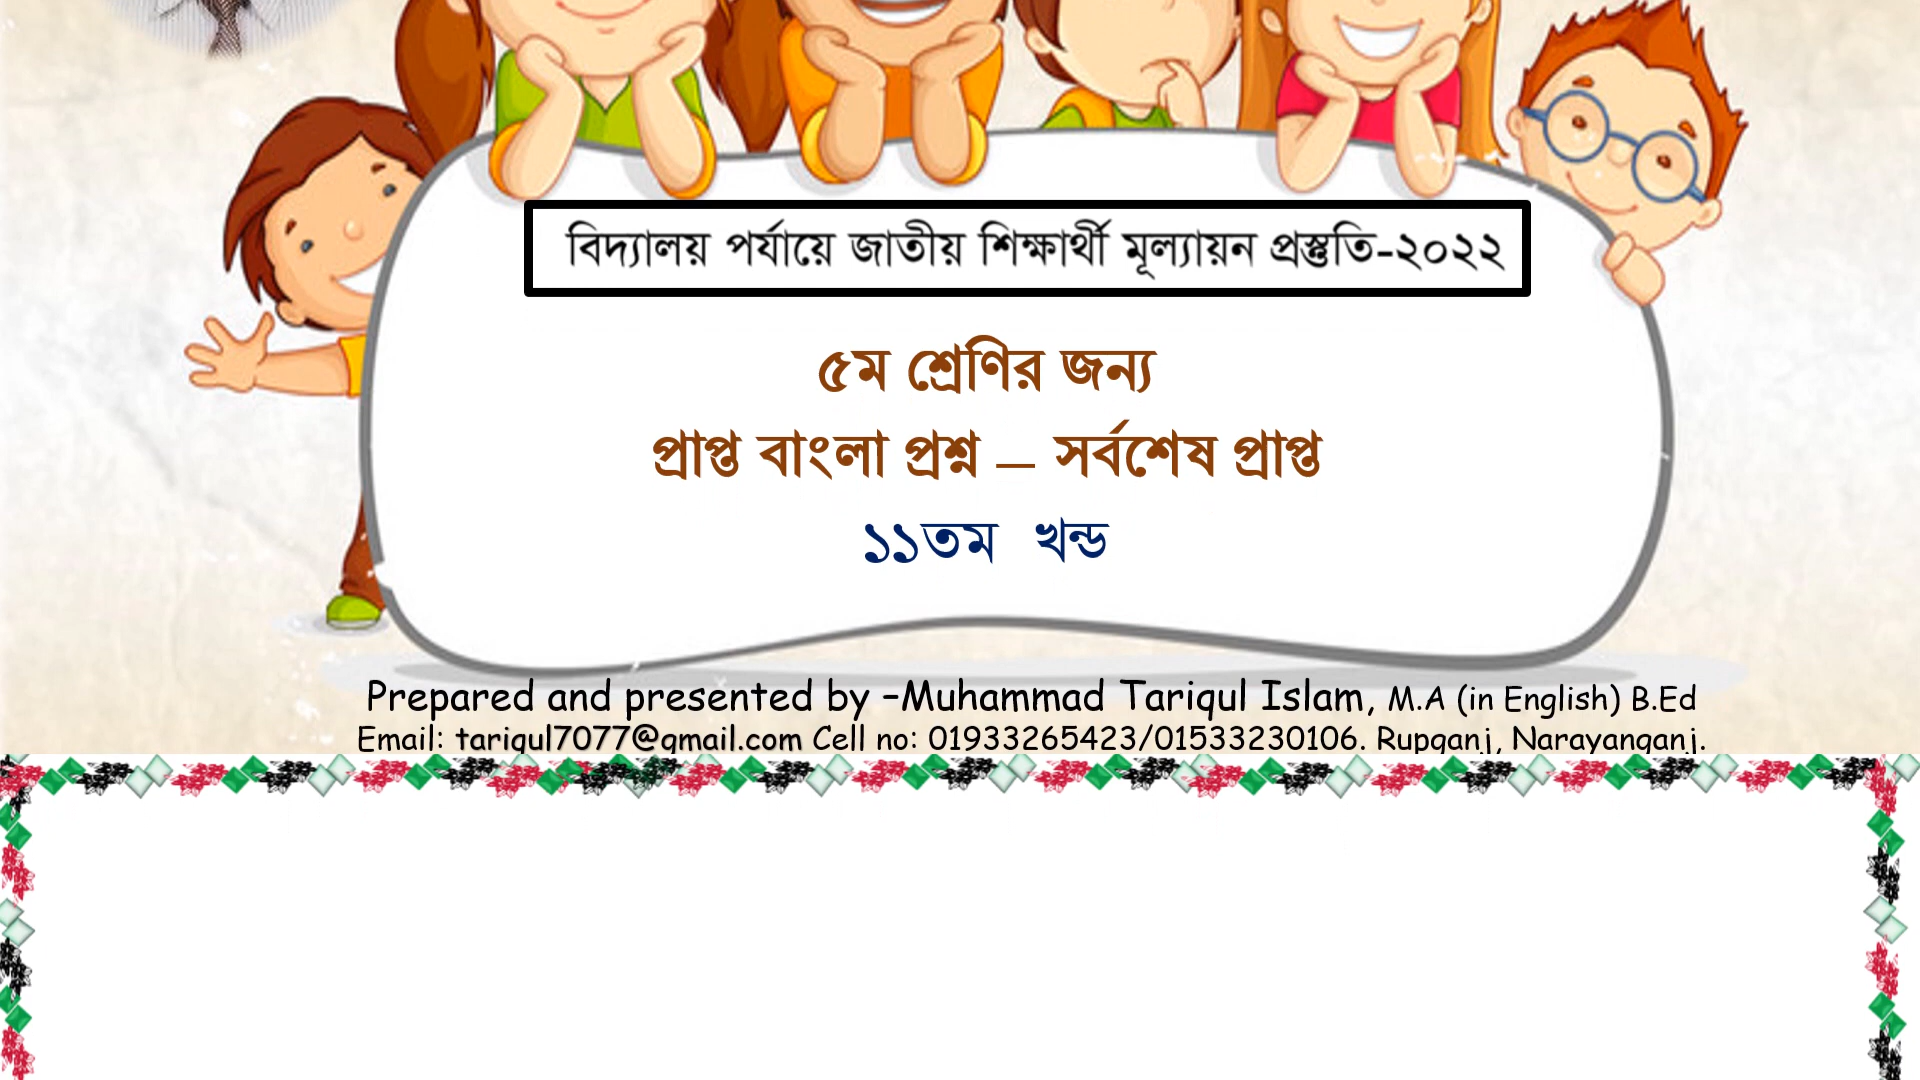 বিদ্যালয় পর্যায়ে জাতীয় শিক্ষার্থী মূল্যায়ন প্রস্তুতি-২০২২
৫ম শ্রেণির জন্য
প্রাপ্ত বাংলা প্রশ্ন – সর্বশেষ প্রাপ্ত
১১তম খন্ড
Prepared and presented by –Muhammad Tariqul Islam, M.A (in English) B.Ed
Email: tariqul7077@gmail.com Cell no: 01933265423/01533230106. Rupganj, Narayanganj.